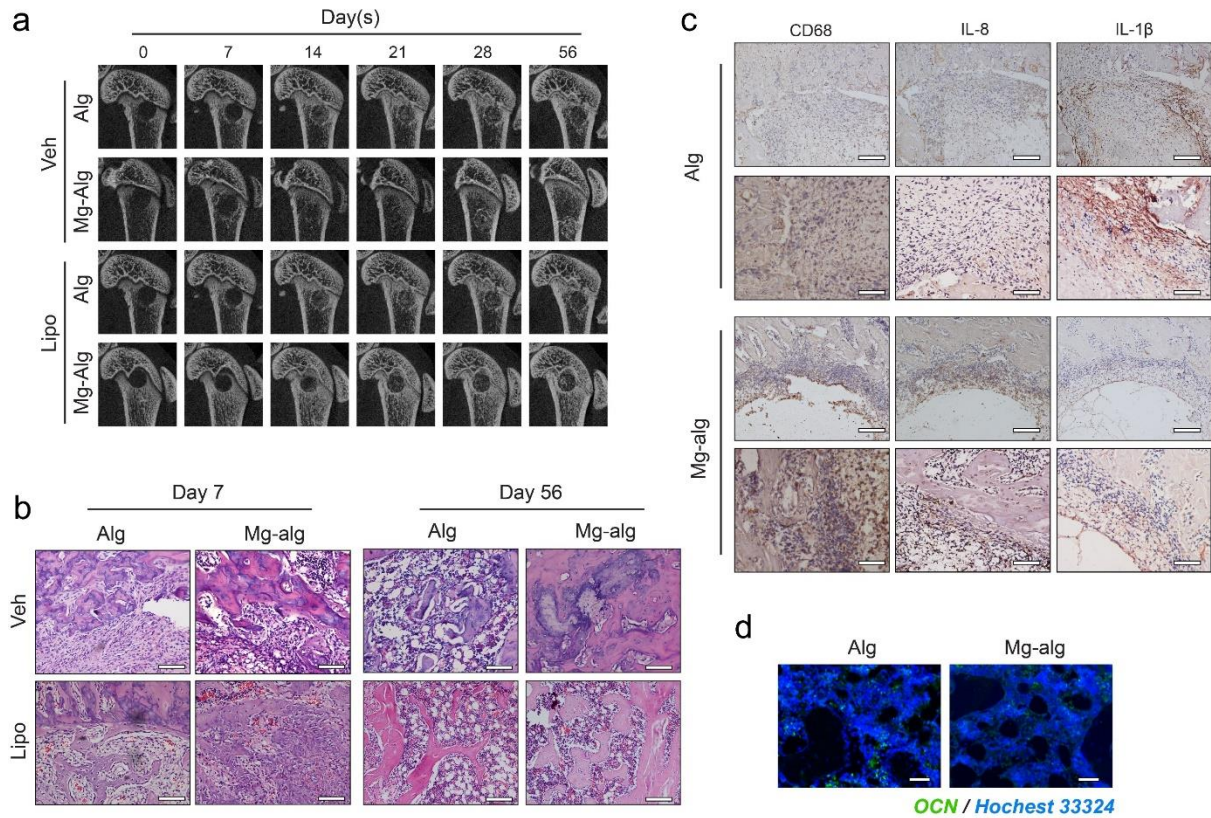 a
Day(s)
0 7 14 21 28 56
Veh
Alg
Mg-Alg
Lipo
Alg
Mg-Alg
b
Day 7
Day 56
Alg
Mg-alg
Alg
Mg-alg
Veh
Lipo
c
CD68
IL-8
IL-1β
Alg
Mg-alg
d
Alg
Mg-alg
OCN / Hochest 33324